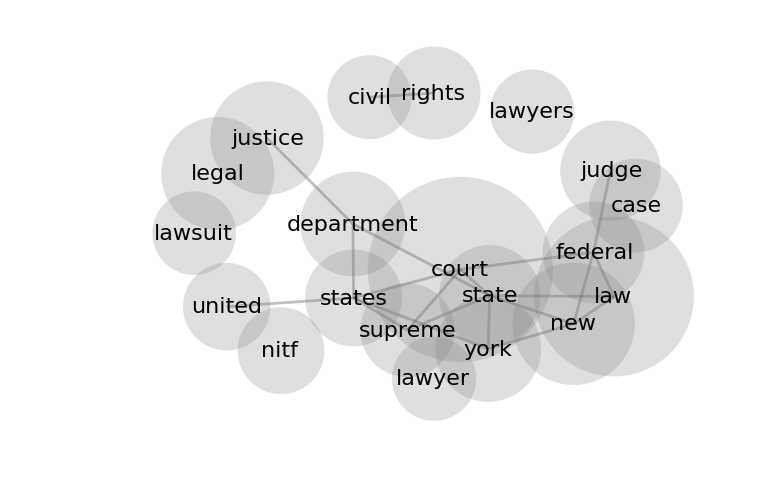 civil
rights
lawyers
justice
judge
legal
case
department
lawsuit
federal
court
state
law
united
states
new
supreme
nitf
york
lawyer